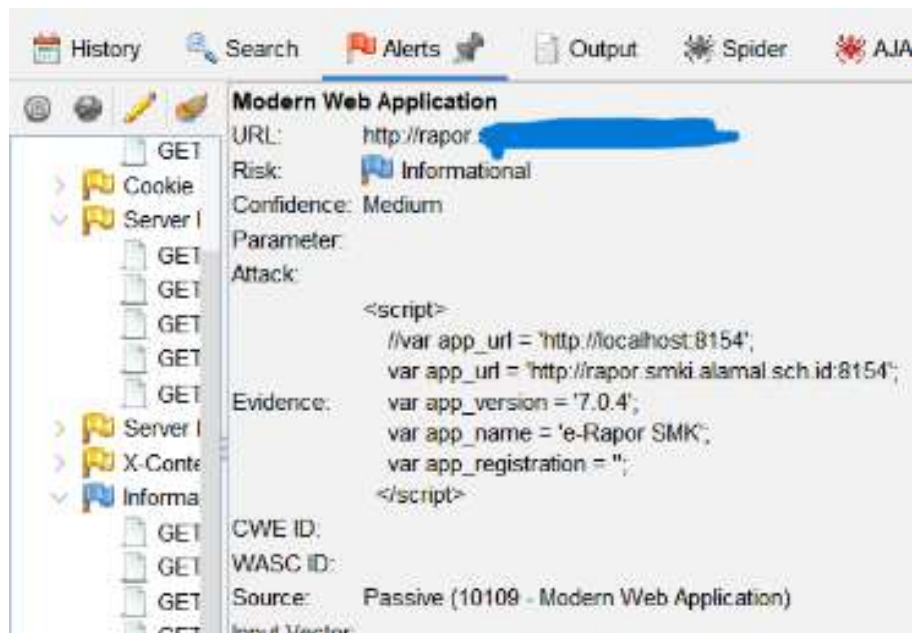 History Search Alerts Output Spider AJA
Modern Web Application
URL: http://rapor.
Risk: Informational
Confidence: Medium
Parameter:
Attack:
Evidence:
<script>
//var app_url = 'http://localhost:8154';
var app_url = 'http://rapor.smki.alamal.sch.id:8154';
var app_version = '7.0.4';
var app_name = 'e-Rapor SMK';
var app_registration = '';
</script>
CWE ID:
WASC ID:
Source: Passive (10109 - Modern Web Application)
Input Vector:
GET
Cookie
Server
GET
GET
GET
GET
GET
Server
X-Conte
Informa
GET
GET
GET
GET